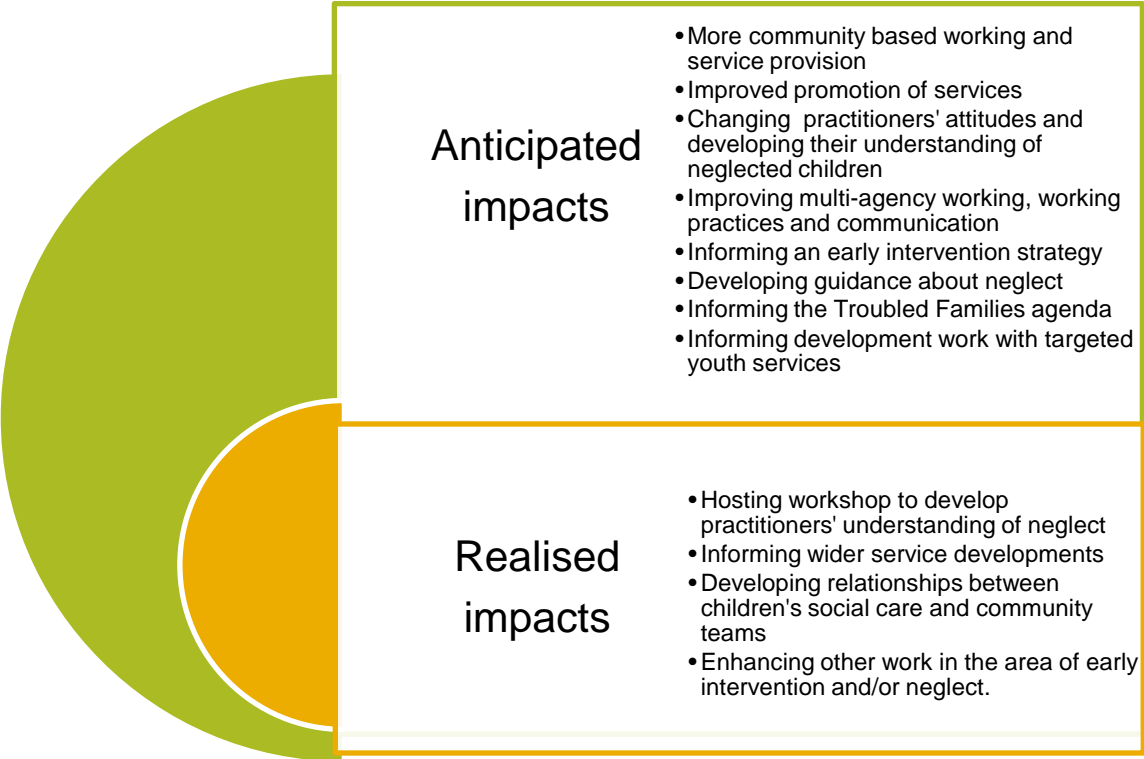 Anticipated
impacts
•More community based working and
service provision
•Improved promotion of services
•Changing  practitioners' attitudes and
developing their understanding of
neglected children
•Improving multi-agency working, working
practices and communication
•Informing an early intervention strategy
•Developing guidance about neglect
•Informing the Troubled Families agenda
•Informing development work with targeted
youth services
Realised
impacts
•Hosting workshop to develop
practitioners' understanding of neglect
•Informing wider service developments
•Developing relationships between
children's social care and community
teams
•Enhancing other work in the area of early
intervention and/or neglect.